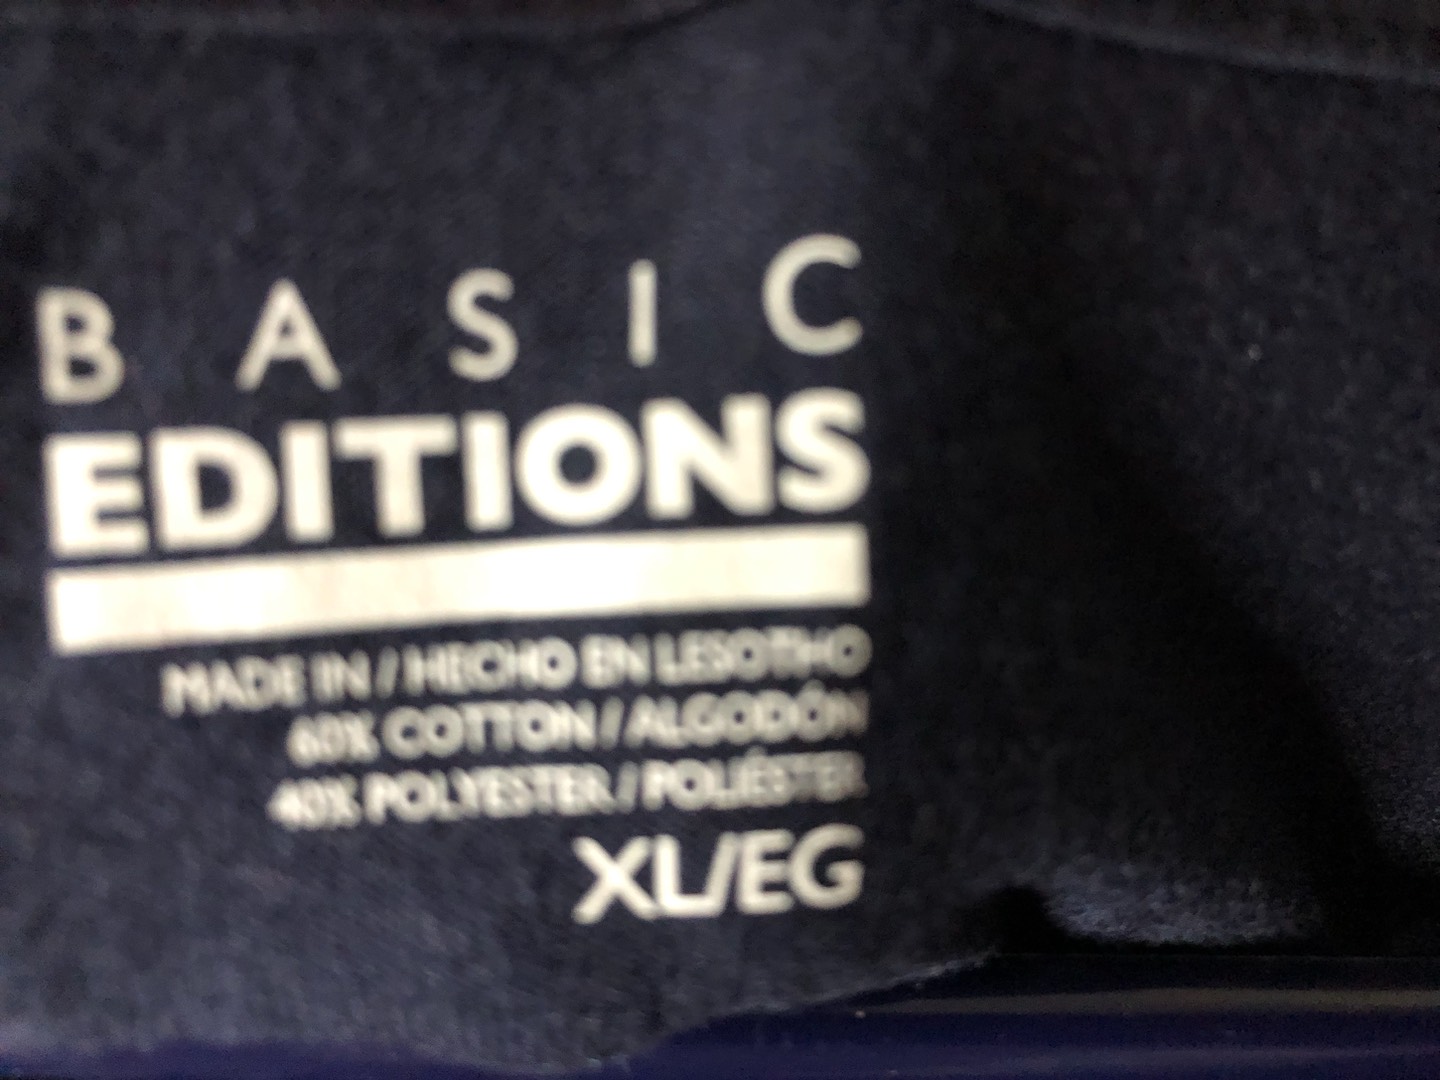 BASIC
EDITIONS
MADE IN / HECHO EN LESOTHO
60% COTTON / ALGODÓN
40% POLYESTER / POLIÉSTER
XL/EG